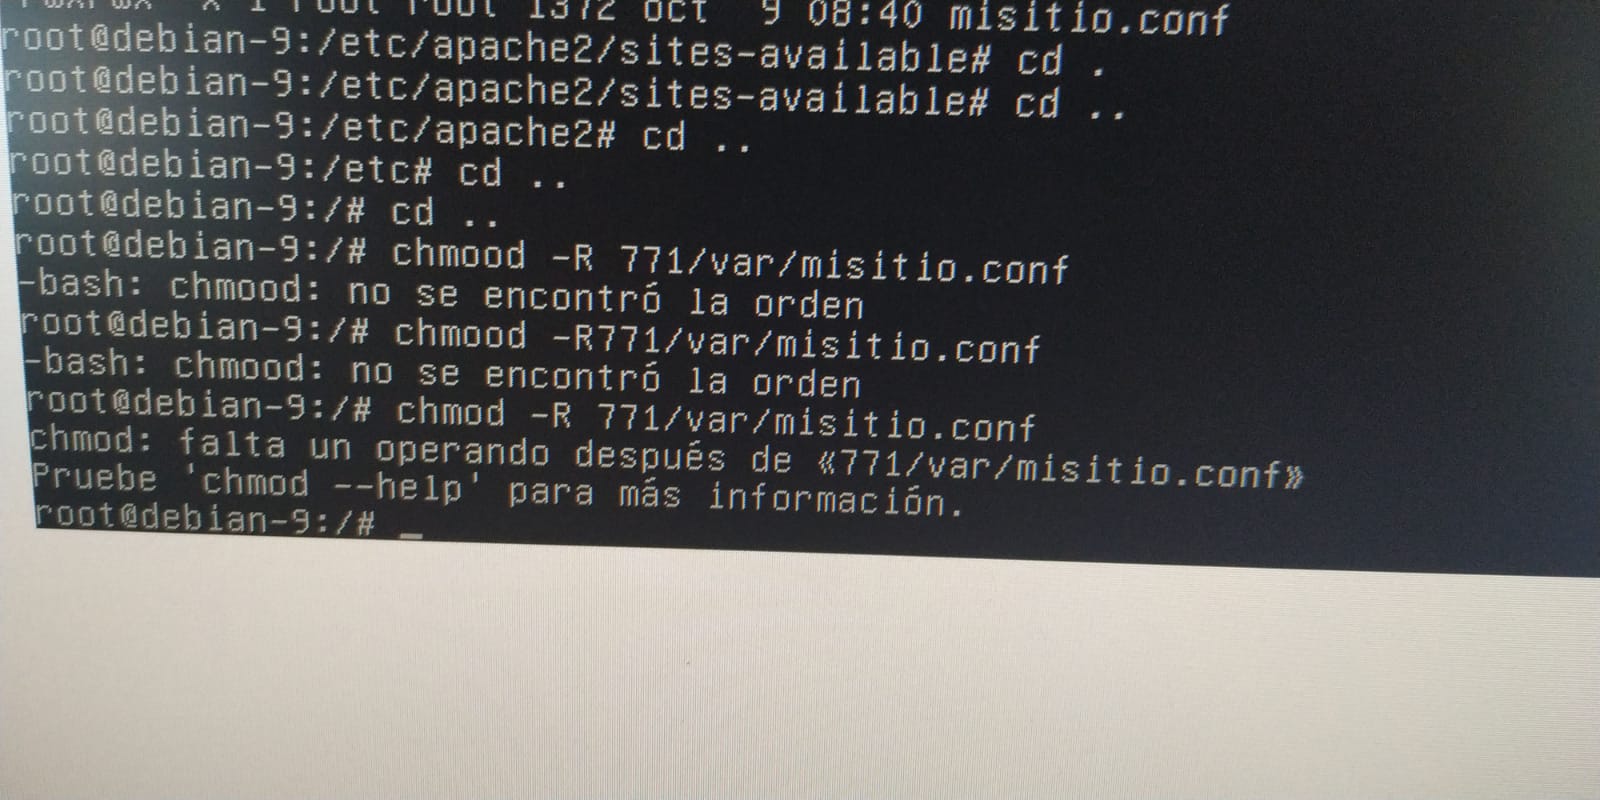 -rwxrwx--x 1 root root 1372 oct  9 08:40 misitio.conf
root@debian-9:/etc/apache2/sites-available# cd .
root@debian-9:/etc/apache2/sites-available# cd ..
root@debian-9:/etc/apache2# cd ..
root@debian-9:/etc# cd ..
root@debian-9:/# cd ..
root@debian-9:/# chmood -R 771/var/misitio.conf
-bash: chmood: no se encontró la orden
root@debian-9:/# chmood -R771/var/misitio.conf
-bash: chmood: no se encontró la orden
root@debian-9:/# chmod -R 771/var/misitio.conf
chmod: falta un operando después de «771/var/misitio.conf»
Pruebe 'chmod --help' para más información.
root@debian-9:/# _